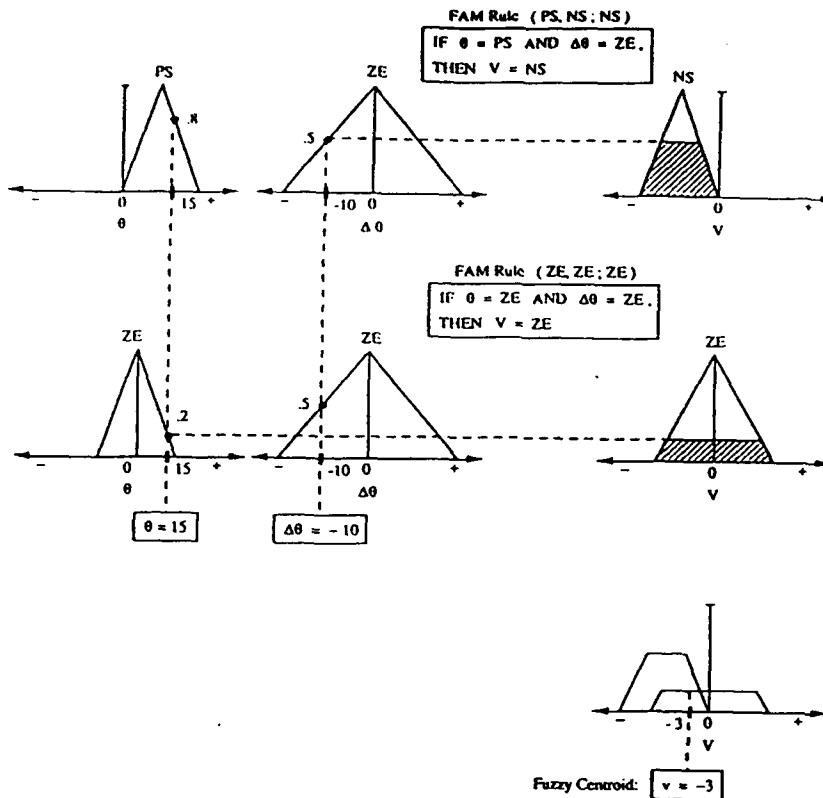 FAM Rule (PS, NS ; NS)
IF θ = PS AND Δθ = ZE,
THEN V = NS
PS
ZE
NS
.8
.5
- 0 15 +
θ
- -10 0 +
Δ θ
- 0 +
V
FAM Rule (ZE, ZE ; ZE)
IF θ = ZE AND Δθ = ZE,
THEN V = ZE
ZE
ZE
ZE
.2
.5
- 0 15 +
θ
- -10 0 +
Δθ
- 0 +
V
θ = 15
Δθ = - 10
- -3 0 +
V
Fuzzy Centroid: v = -3